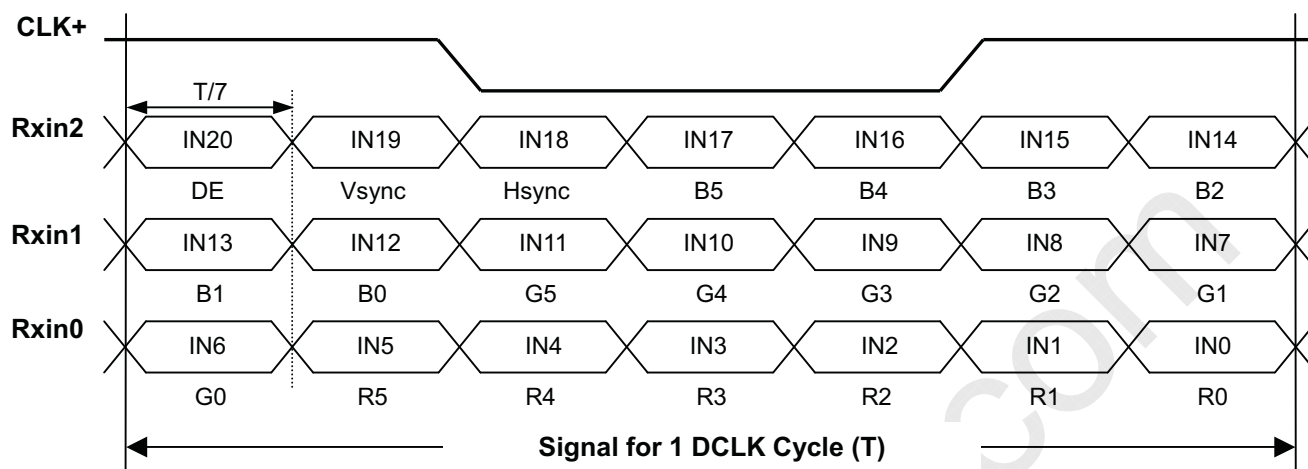 CLK+
T/7
Rxin2
IN20 IN19 IN18 IN17 IN16 IN15 IN14
DE Vsync Hsync B5 B4 B3 B2
Rxin1
IN13 IN12 IN11 IN10 IN9 IN8 IN7
B1 B0 G5 G4 G3 G2 G1
Rxin0
IN6 IN5 IN4 IN3 IN2 IN1 IN0
G0 R5 R4 R3 R2 R1 R0
Signal for 1 DCLK Cycle (T)
com